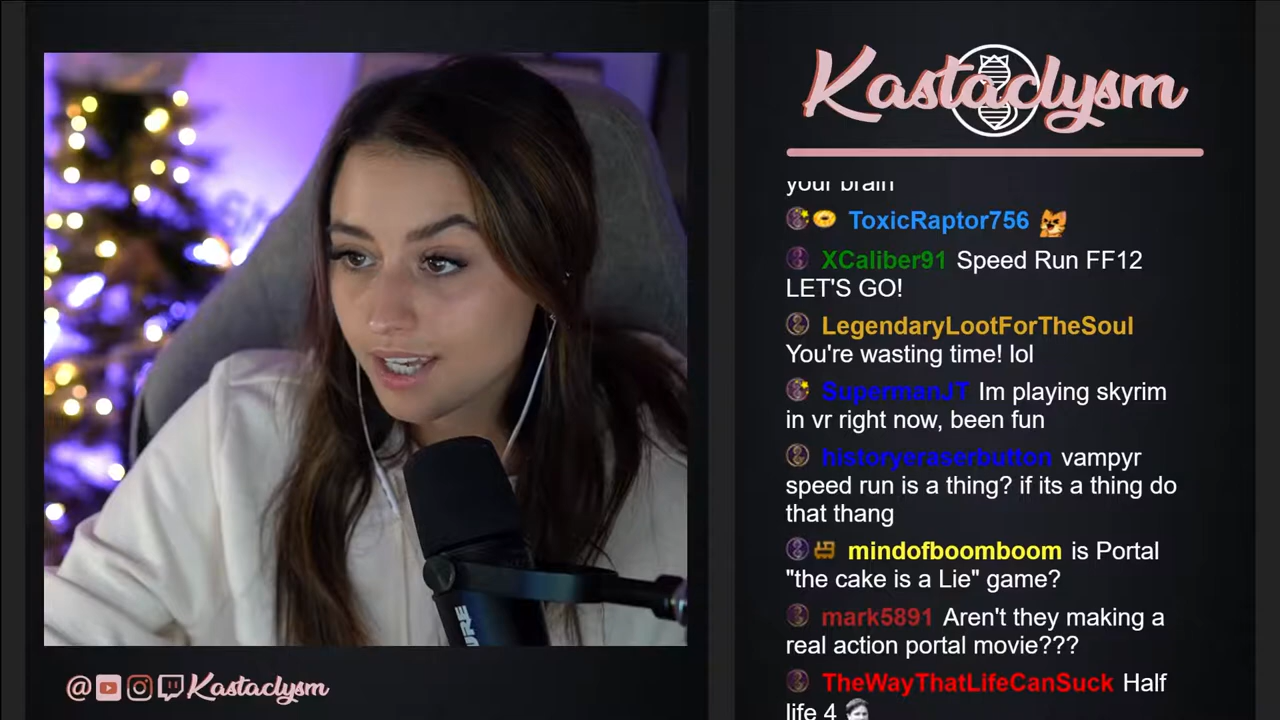 Kastaclysm
your brain
ToxicRaptor756
XCaliber91 Speed Run FF12
LET'S GO!
LegendaryLootForTheSoul
You're wasting time! lol
SupermanJT Im playing skyrim
in vr right now, been fun
historyeraserbutton vampyr
speed run is a thing? if its a thing do
that thang
mindofboomboom is Portal
"the cake is a Lie" game?
mark5891 Aren't they making a
real action portal movie???
TheWayThatLifeCanSuck Half
life 4
URE
@ Kastaclysm